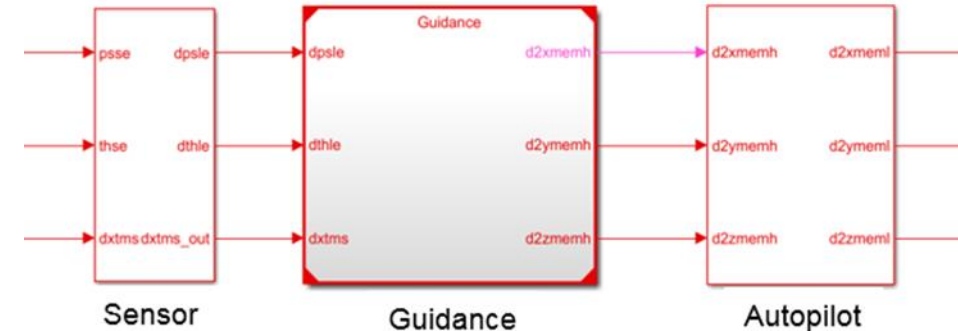 Guidance
psse dpsle dpsle d2xmemh d2xmemh d2xmeml
thse dthle dthle d2ymemh d2ymemh d2ymeml
dxtms dxtms_out dxtms d2zmemh d2zmemh d2zmeml
Sensor Guidance Autopilot